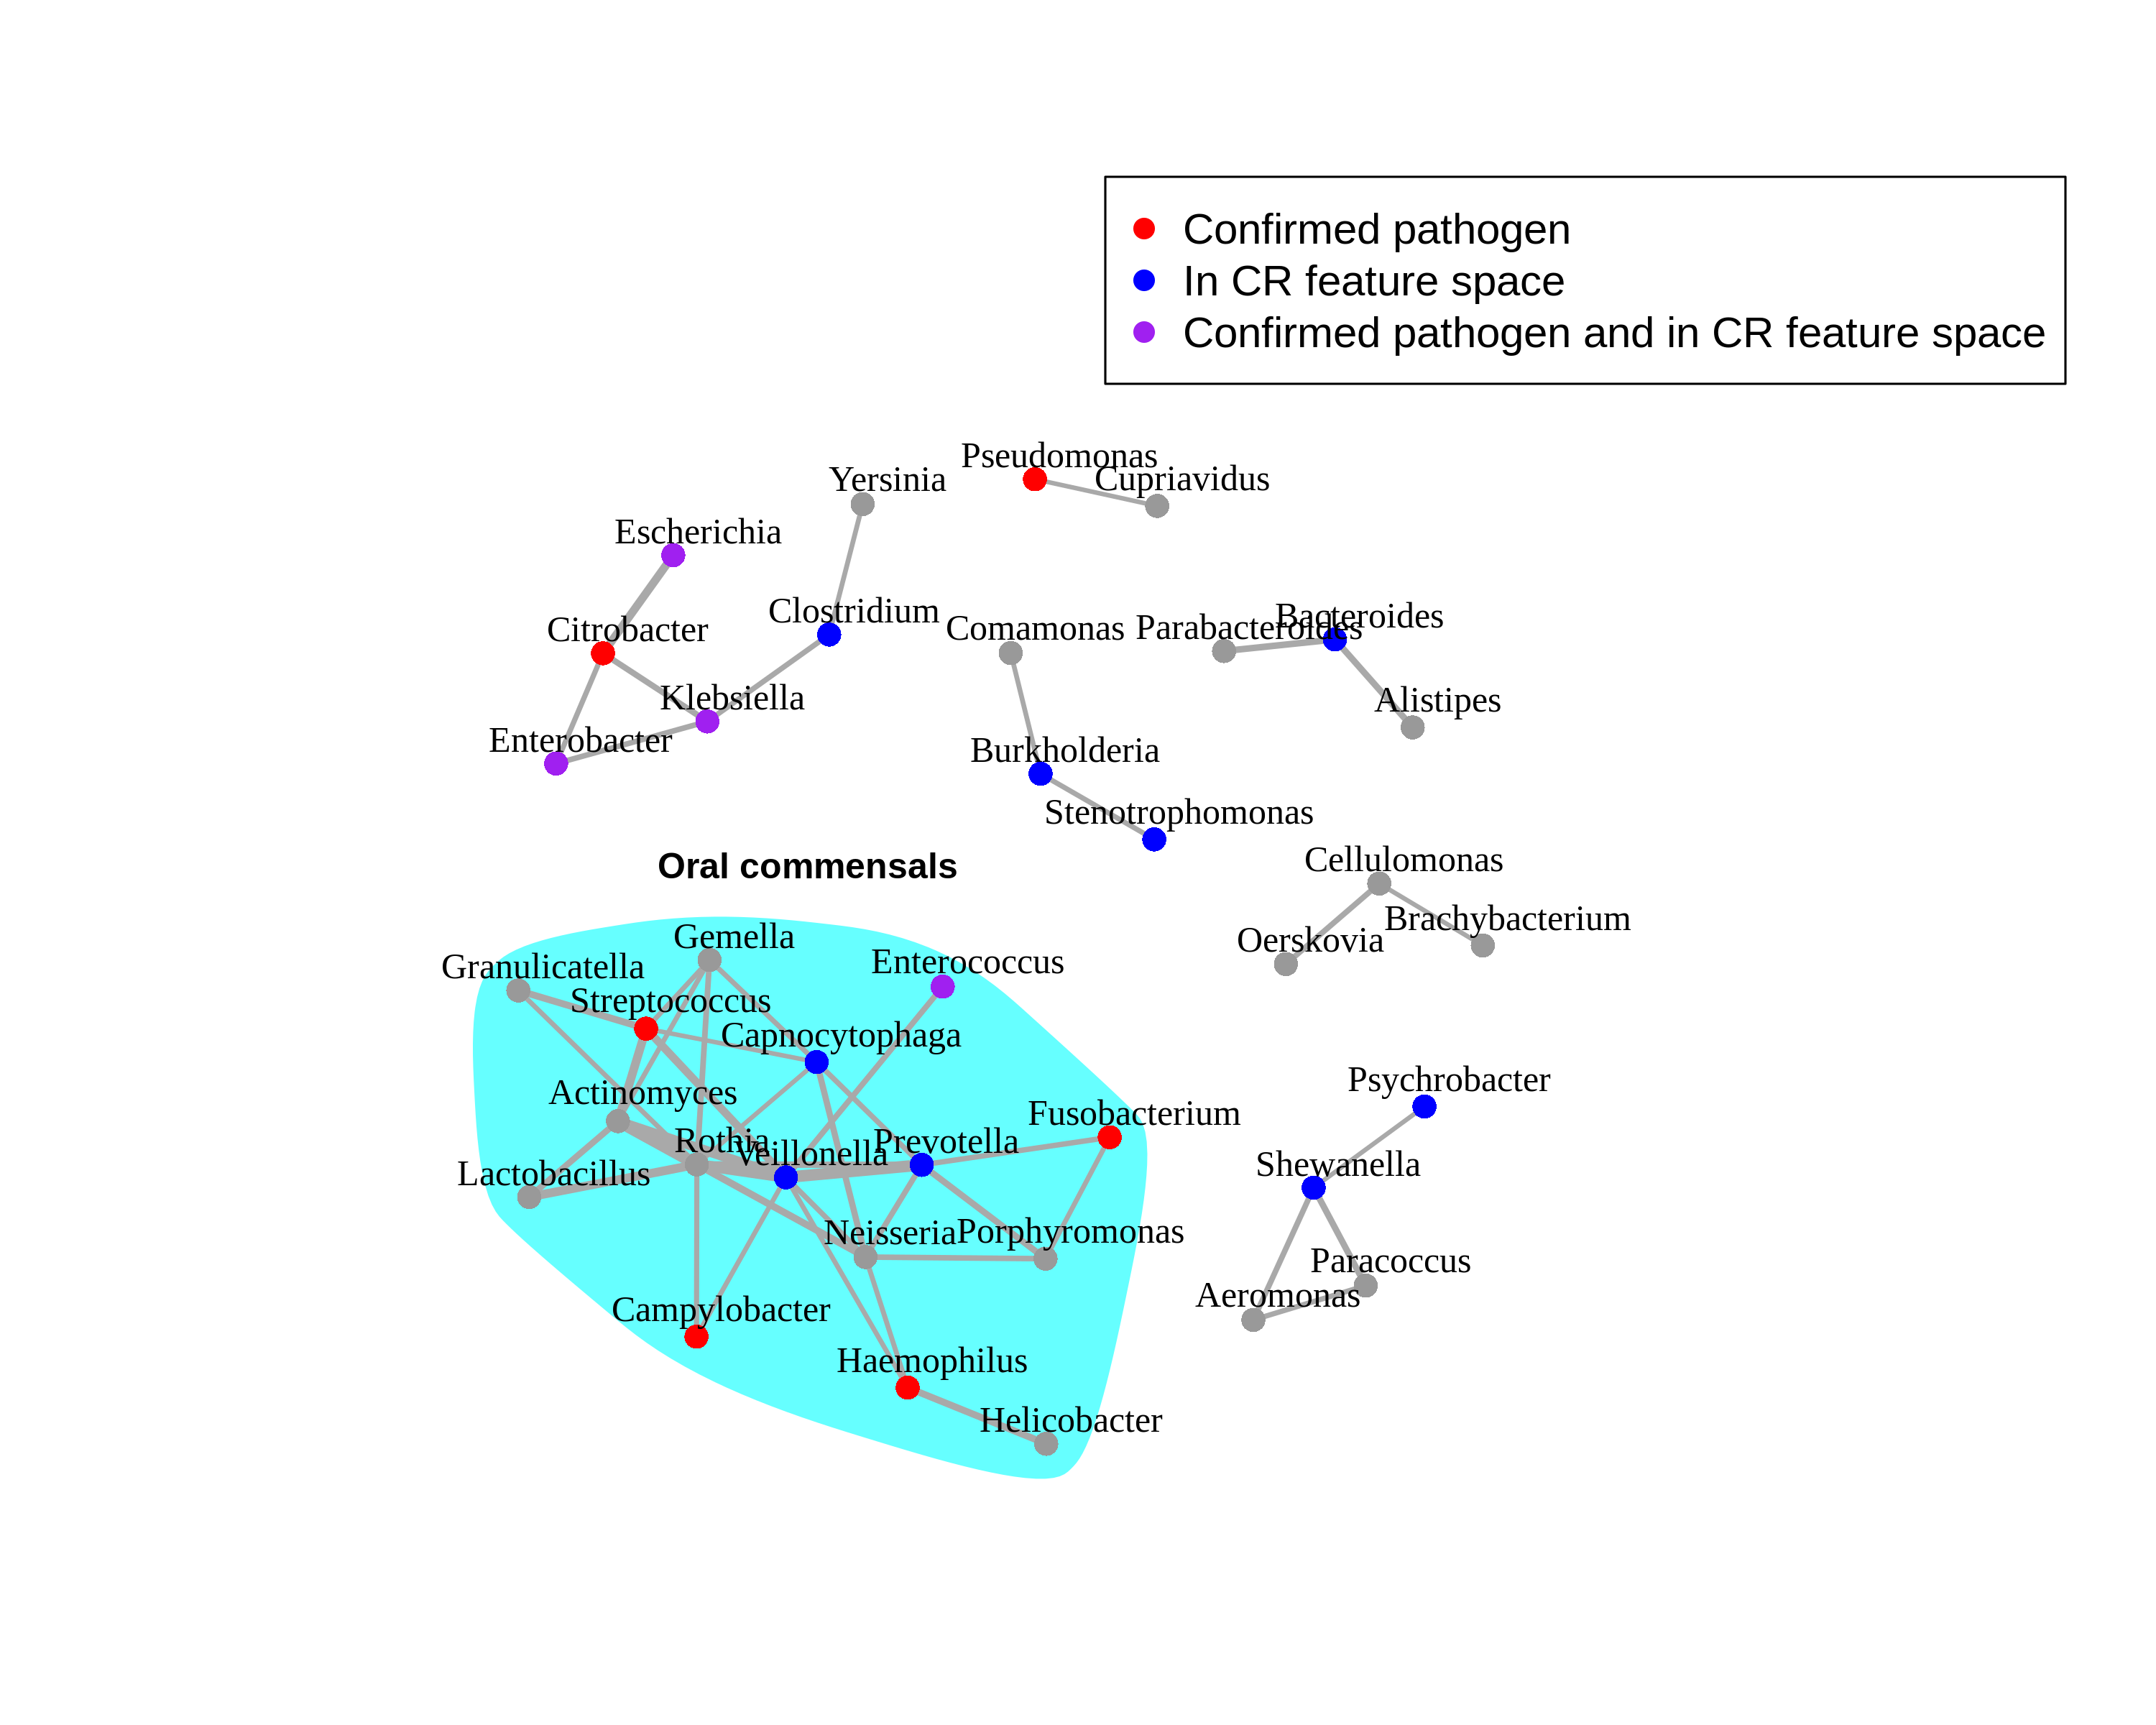 Confirmed pathogen
In CR feature space
Confirmed pathogen and in CR feature space
Pseudomonas
Cupriavidus
Yersinia
Escherichia
Clostridium
Citrobacter
Comamonas
Parabacteroides
Bacteroides
Klebsiella
Alistipes
Enterobacter
Burkholderia
Stenotrophomonas
Oral commensals
Cellulomonas
Brachybacterium
Oerskovia
Gemella
Granulicatella
Enterococcus
Streptococcus
Capnocytophaga
Actinomyces
Psychrobacter
Fusobacterium
Rothia
Veillonella
Prevotella
Lactobacillus
Shewanella
Neisseria
Porphyromonas
Paracoccus
Aeromonas
Campylobacter
Haemophilus
Helicobacter